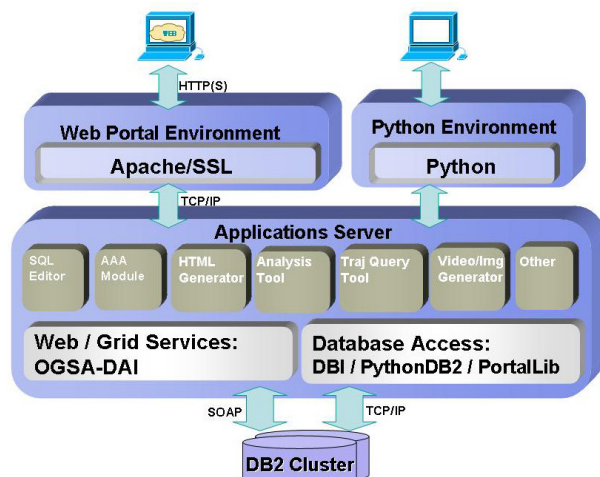 WEB
HTTP(S)
Web Portal Environment
Apache/SSL
Python Environment
Python
TCP/IP
Applications Server
SQL
Editor
AAA
Module
HTML
Generator
Analysis
Tool
Traj Query
Tool
Video/Img
Generator
Other
Web / Grid Services:
OGSA-DAI
Database Access:
DBI / PythonDB2 / PortalLib
SOAP
TCP/IP
DB2 Cluster